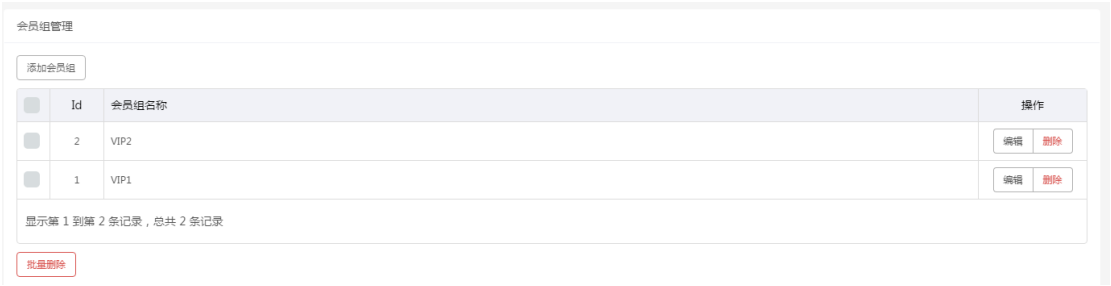 会员组管理
添加会员组
Id 会员组名称 操作
2 VIP2 编辑 删除
1 VIP1 编辑 删除
显示第 1 到第 2 条记录，总共 2 条记录
批量删除